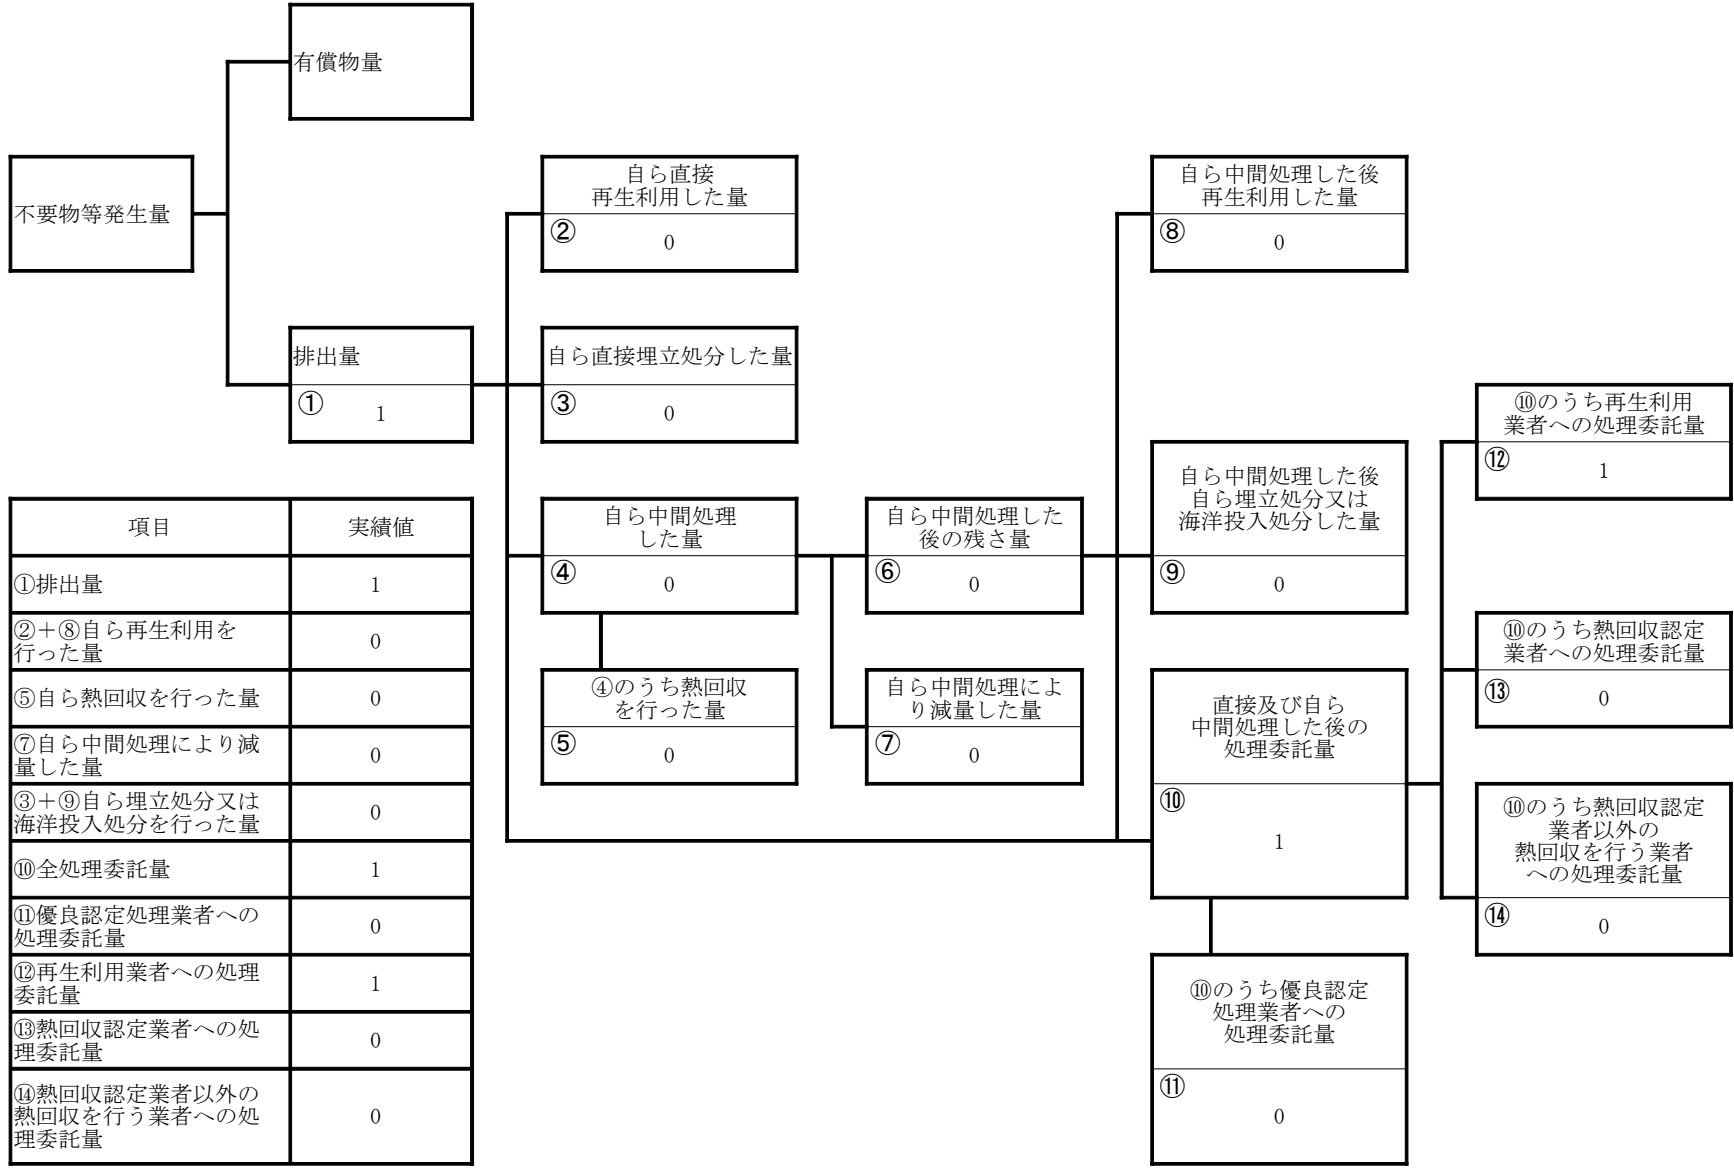 有償物量
不要物等発生量
自ら直接
再生利用した量
②
0
自ら中間処理した後
再生利用した量
⑧
0
排出量
①
1
自ら直接埋立処分した量
③
0
⑩のうち再生利用
業者への処理委託量
⑫
1
自ら中間処理
した量
④
0
自ら中間処理した
後の残さ量
⑥
0
自ら中間処理した後
自ら埋立処分又は
海洋投入処分した量
⑨
0
⑩のうち熱回収認定
業者への処理委託量
⑬
0
④のうち熱回収
を行った量
⑤
0
自ら中間処理によ
り減量した量
⑦
0
直接及び自ら
中間処理した後の
処理委託量
⑩
1
⑩のうち熱回収認定
業者以外の
熱回収を行う業者
への処理委託量
⑭
0
⑩のうち優良認定
処理業者への
処理委託量
⑪
0
項目 実績値
①排出量 1
②+⑧自ら再生利用を
行った量 0
⑤自ら熱回収を行った量 0
⑦自ら中間処理により減
量した量 0
③+⑨自ら埋立処分又は
海洋投入処分を行った量 0
⑩全処理委託量 1
⑪優良認定処理業者への
処理委託量 0
⑫再生利用業者への処理
委託量 1
⑬熱回収認定業者への処
理委託量 0
⑭熱回収認定業者以外の
熱回収を行う業者への処
理委託量 0